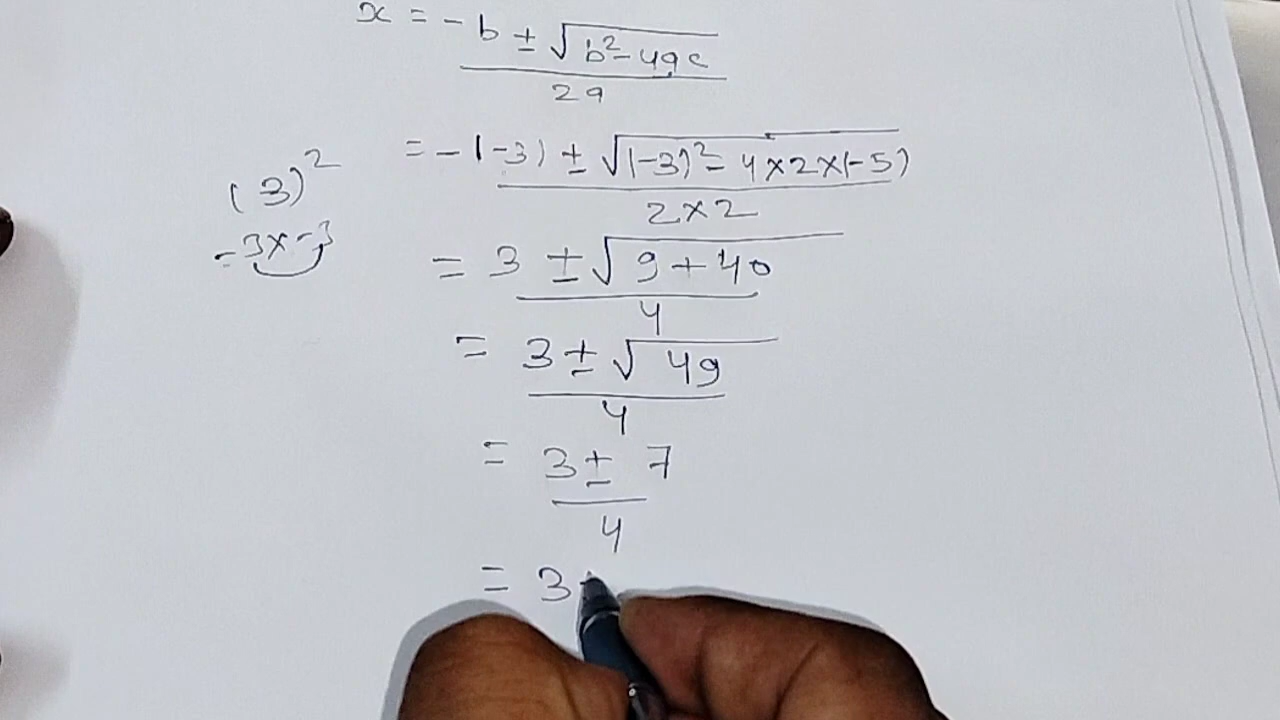 x = -b ± √b² - 4ac
2a
= -(-3) ± √(-3)² - 4×2×(-5)
2×2
(3)²
-3×-3
= 3 ± √9+40
4
= 3 ± √49
4
= 3 ± 7
4
= 3